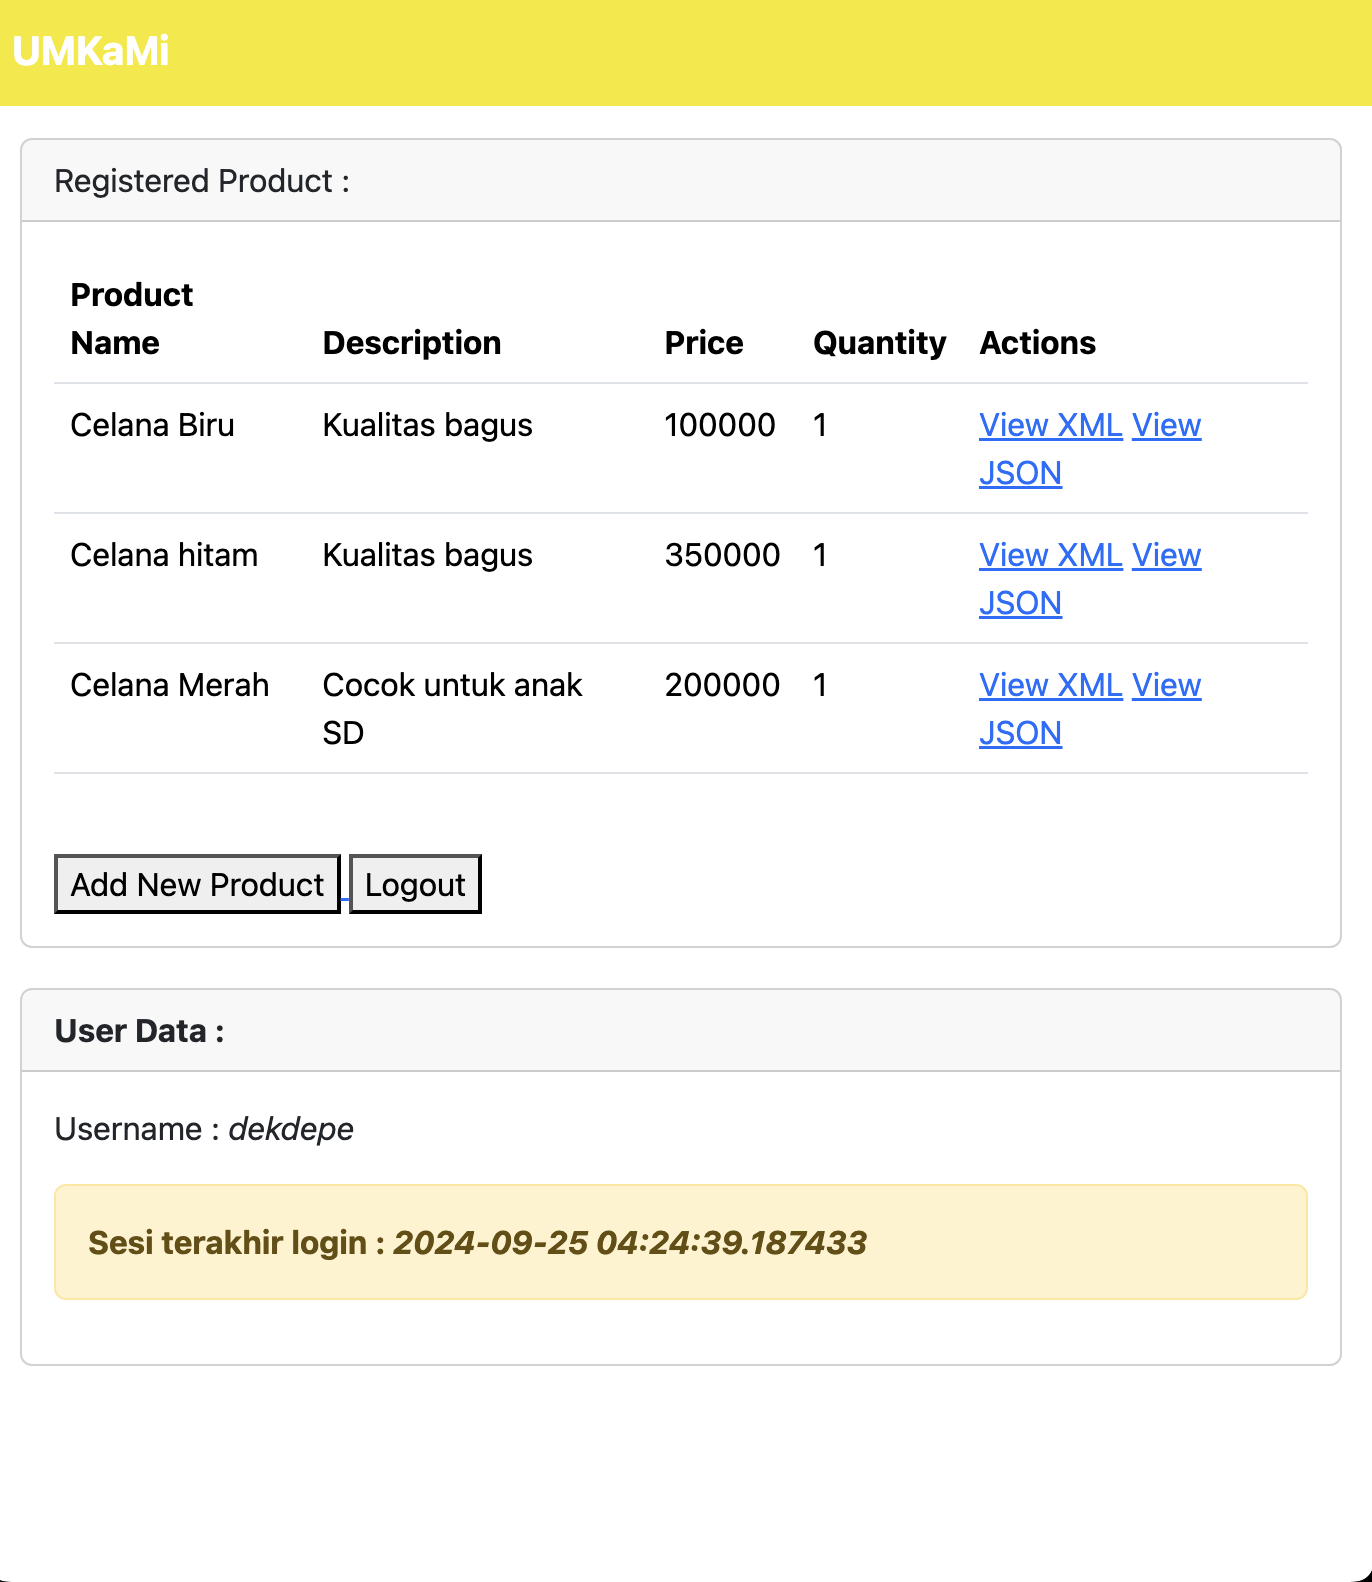 UMKaMi
Registered Product :
Product
Name Description Price Quantity Actions
Celana Biru Kualitas bagus 100000 1 View XML View
JSON
Celana hitam Kualitas bagus 350000 1 View XML View
JSON
Celana Merah Cocok untuk anak 200000 1 View XML View
SD JSON
Add New Product Logout
User Data :
Username : dekdepe
Sesi terakhir login : 2024-09-25 04:24:39.187433